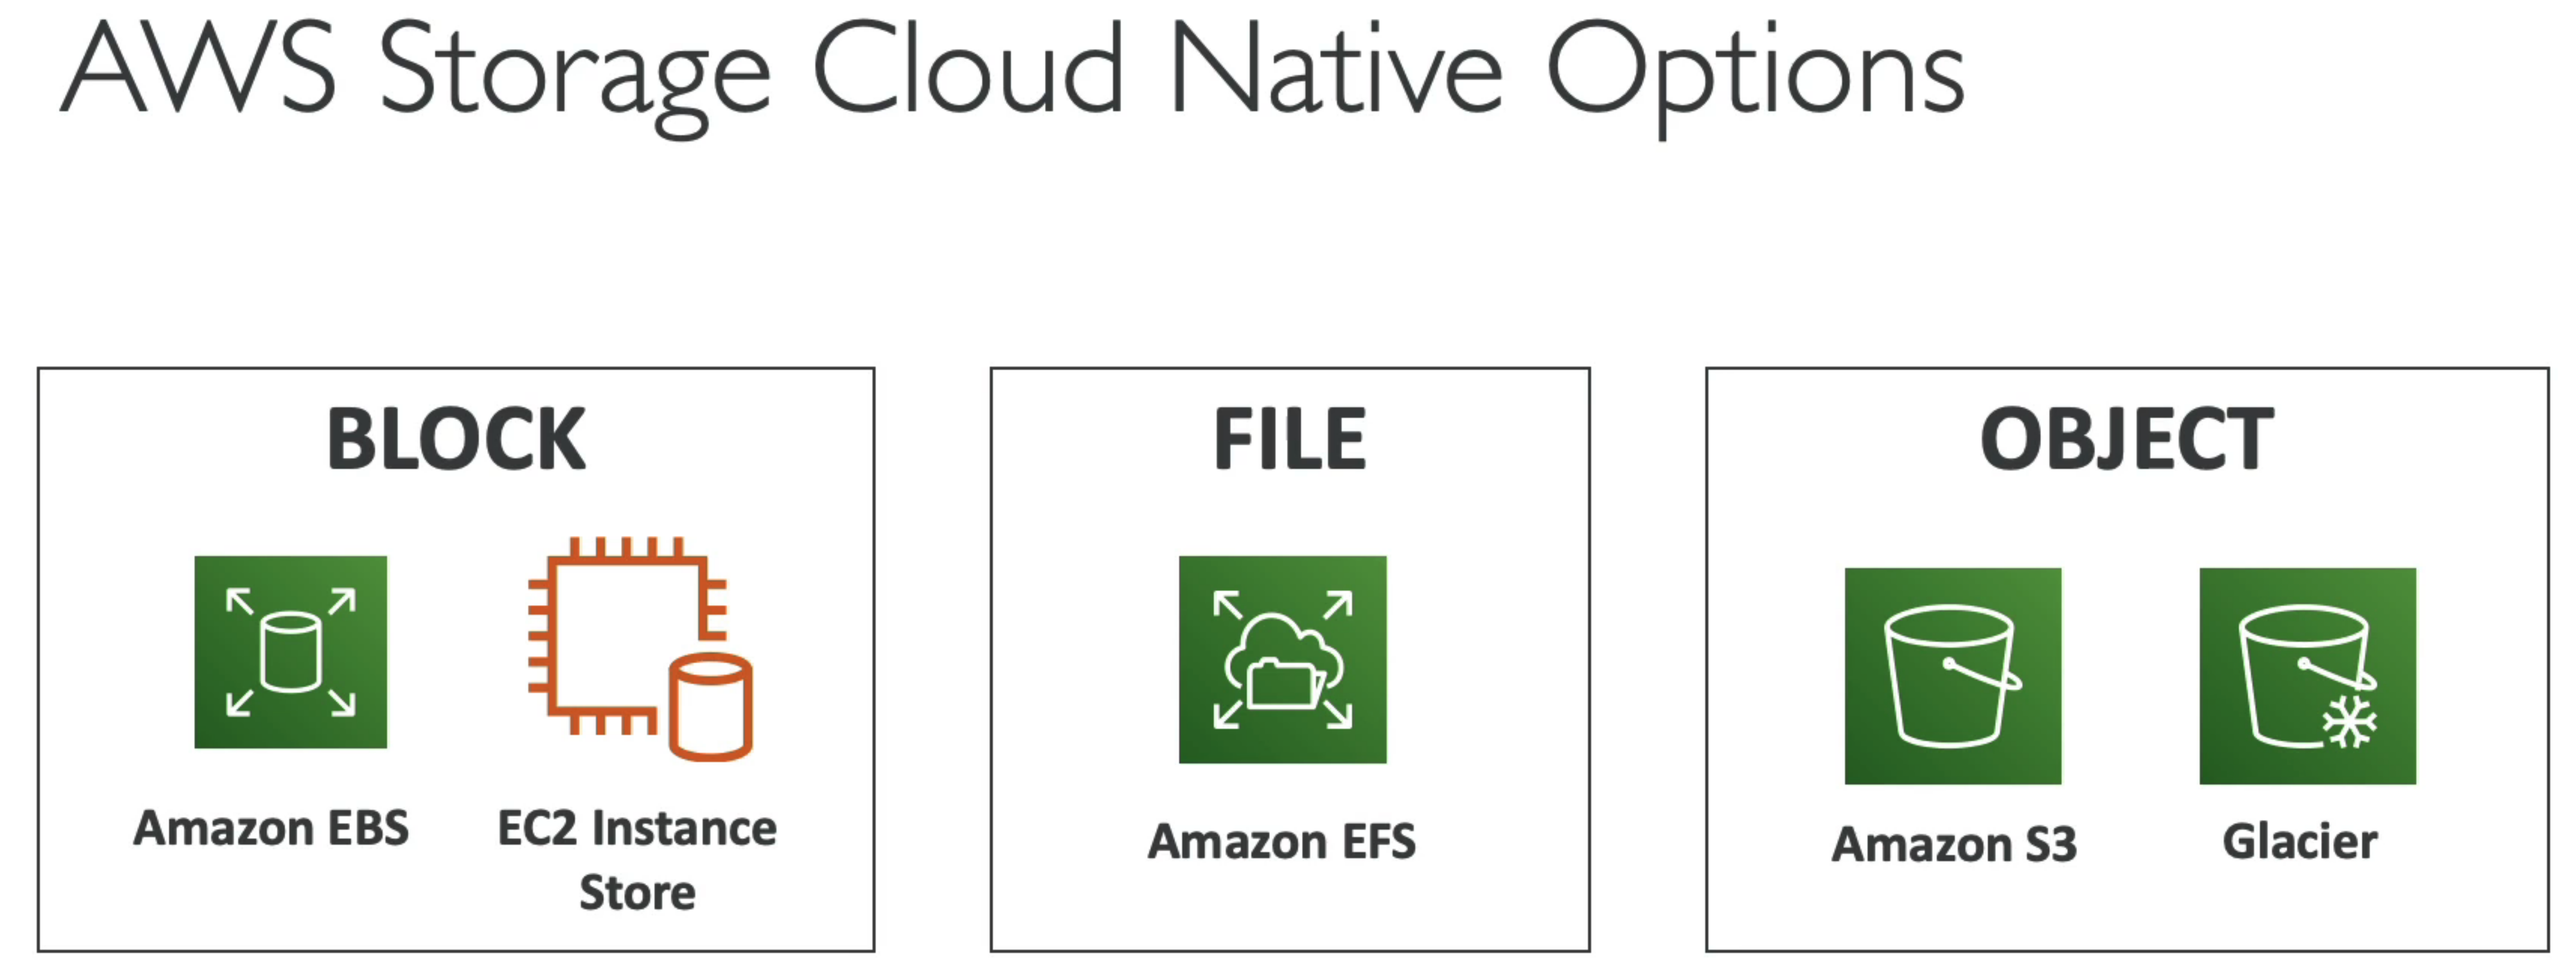 AWS Storage Cloud Native Options
BLOCK
Amazon EBS
EC2 Instance
Store
FILE
Amazon EFS
OBJECT
Amazon S3
Glacier